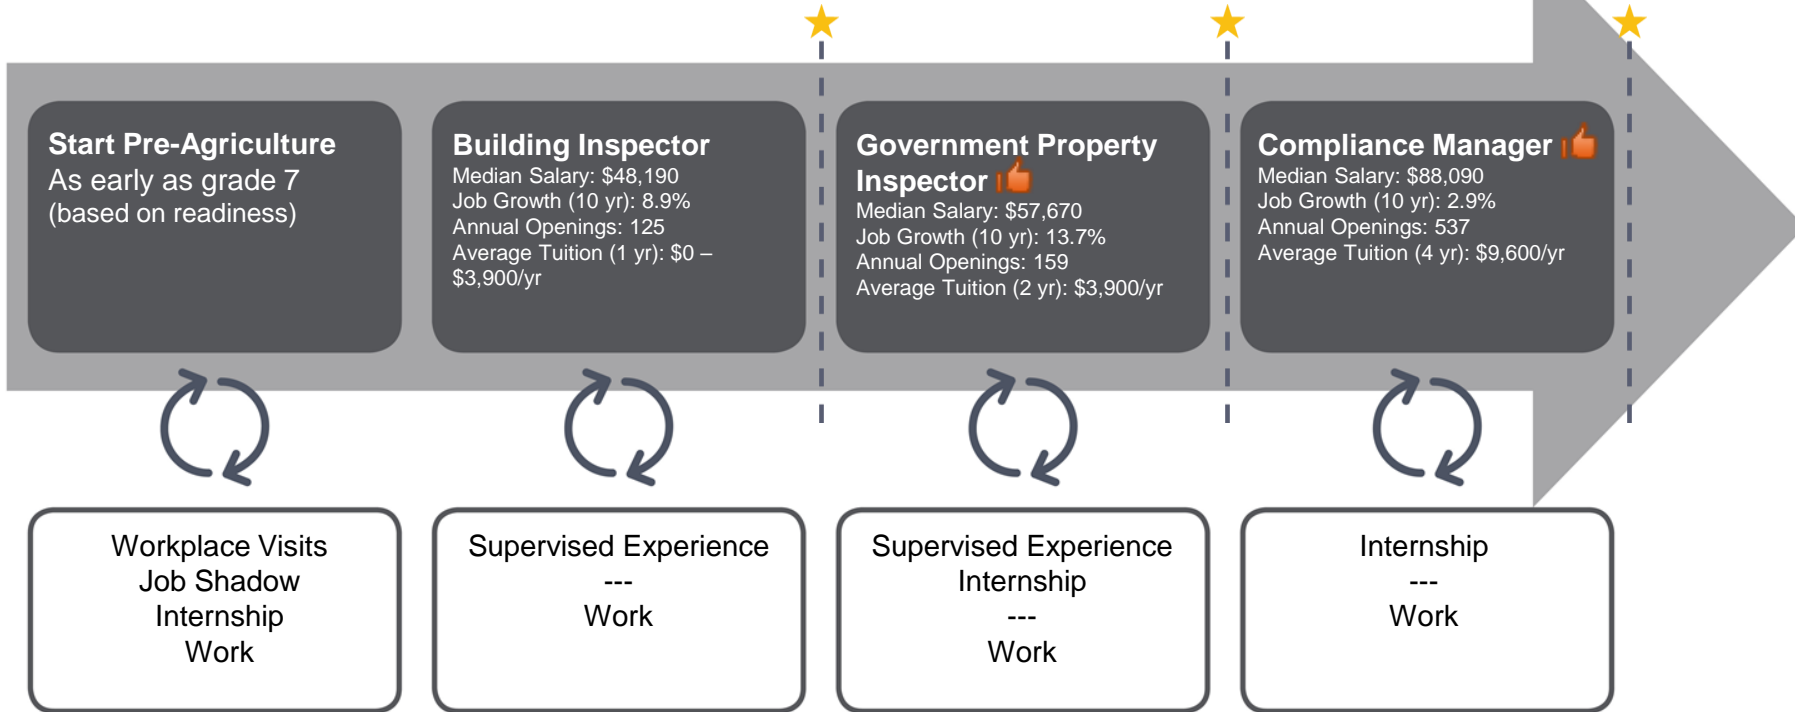 Start Pre-Agriculture
As early as grade 7
(based on readiness)
Building Inspector
Median Salary: $48,190
Job Growth (10 yr): 8.9%
Annual Openings: 125
Average Tuition (1 yr): $0 –
$3,900/yr
Government Property
Inspector
Median Salary: $57,670
Job Growth (10 yr): 13.7%
Annual Openings: 159
Average Tuition (2 yr): $3,900/yr
Compliance Manager
Median Salary: $88,090
Job Growth (10 yr): 2.9%
Annual Openings: 537
Average Tuition (4 yr): $9,600/yr
Workplace Visits
Job Shadow
Internship
Work
Supervised Experience
---
Work
Supervised Experience
Internship
---
Work
Internship
---
Work